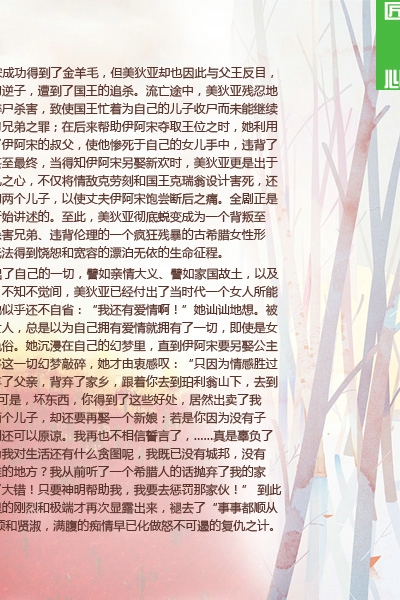 成功得到了金羊毛，但美狄亚却也因此与父王反目，
逆子，遭到了国王的追杀。流亡途中，美狄亚残忍地
尸杀害，致使国王忙着为自己的儿子收尸而未能继续
兄弟之罪；在后来帮助伊阿宋夺取王位之时，她利用
伊阿宋的叔父，使他惨死于自己的女儿手中，违背了
至最终，当得知伊阿宋另娶新欢时，美狄亚更是出于
之心，不仅将情敌克劳刻和国王克瑞翁设计害死，还
两个儿子，以使丈夫伊阿宋饱尝断后之痛。全剧正是
始讲述的。至此，美狄亚彻底蜕变成为一个背叛至
害兄弟、违背伦理的一个疯狂残暴的古希腊女性形
法得到饶恕和宽容的漂泊无依的生命征程。
了自己的一切，譬如亲情大义、譬如家国故土，以及
不知不觉间，美狄亚已经付出了当时代一个女人所能
似乎还不自省：“我还有爱情啊！”她讪讪地想。被
人，总是以为自己拥有爱情就拥有了一切，即使是女
俗。她沉浸在自己的幻梦里，直到伊阿宋要另娶公主
这一切幻梦敲碎，她才由衷感叹：“只因为情感胜过
了父亲，背弃了家乡，跟着你去到珀利翁山下，去到
可是，坏东西，你得到了这些好处，居然出卖了我
个儿子，却还要再娶一个新娘；若是你因为没有子
还可以原谅。我再也不相信誓言了，……真是辜负了
我对生活还有什么贪图呢，我既已没有城邦，没有
的地方？我从前听了一个希腊人的话抛弃了我的家
大错！只要神明帮助我，我要去惩罚那家伙！” 到此
的刚烈和极端才再次显露出来，褪去了“事事都顺从
顺和贤淑，满腹的痴情早已化做怒不可遏的复仇之计。